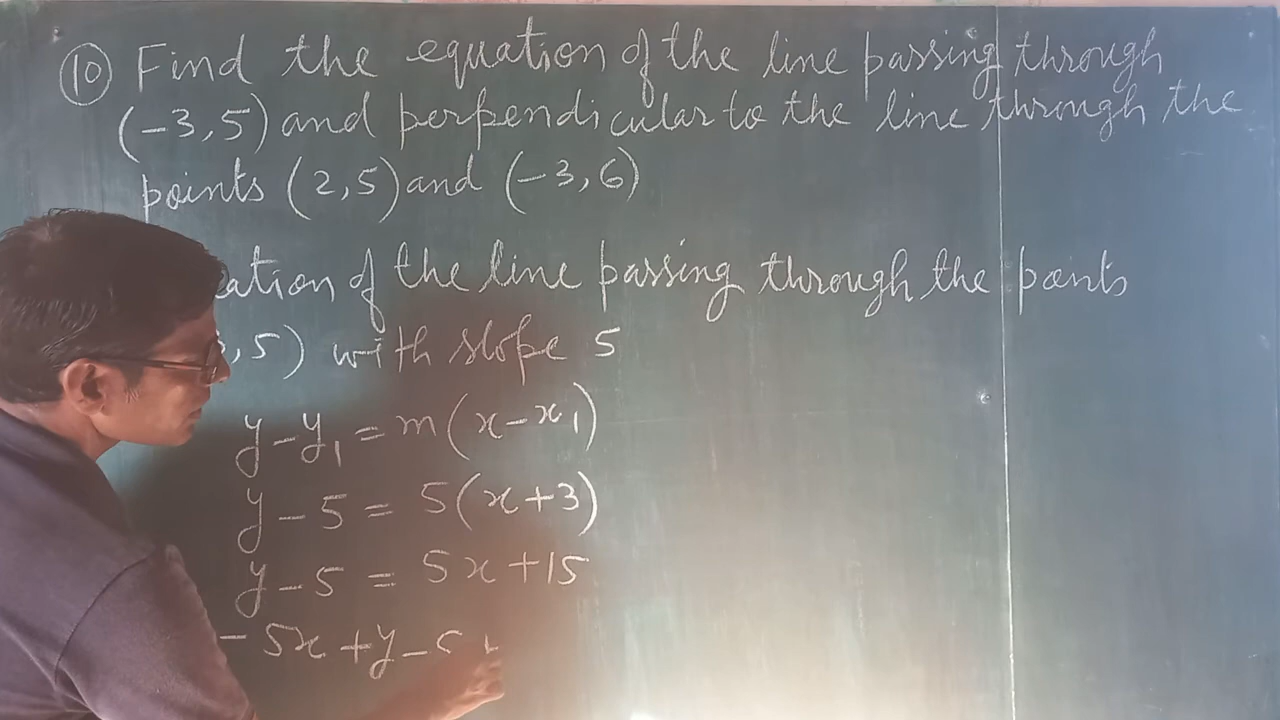 10 Find the equation of the line passing through
(-3,5) and perpendicular to the line through the
points (2,5) and (-3,6)
ation of the line passing through the points
,5) with slope 5
y-y₁ = m(x-x₁)
y-5 = 5(x+3)
y-5 = 5x+15
-5x+y-5